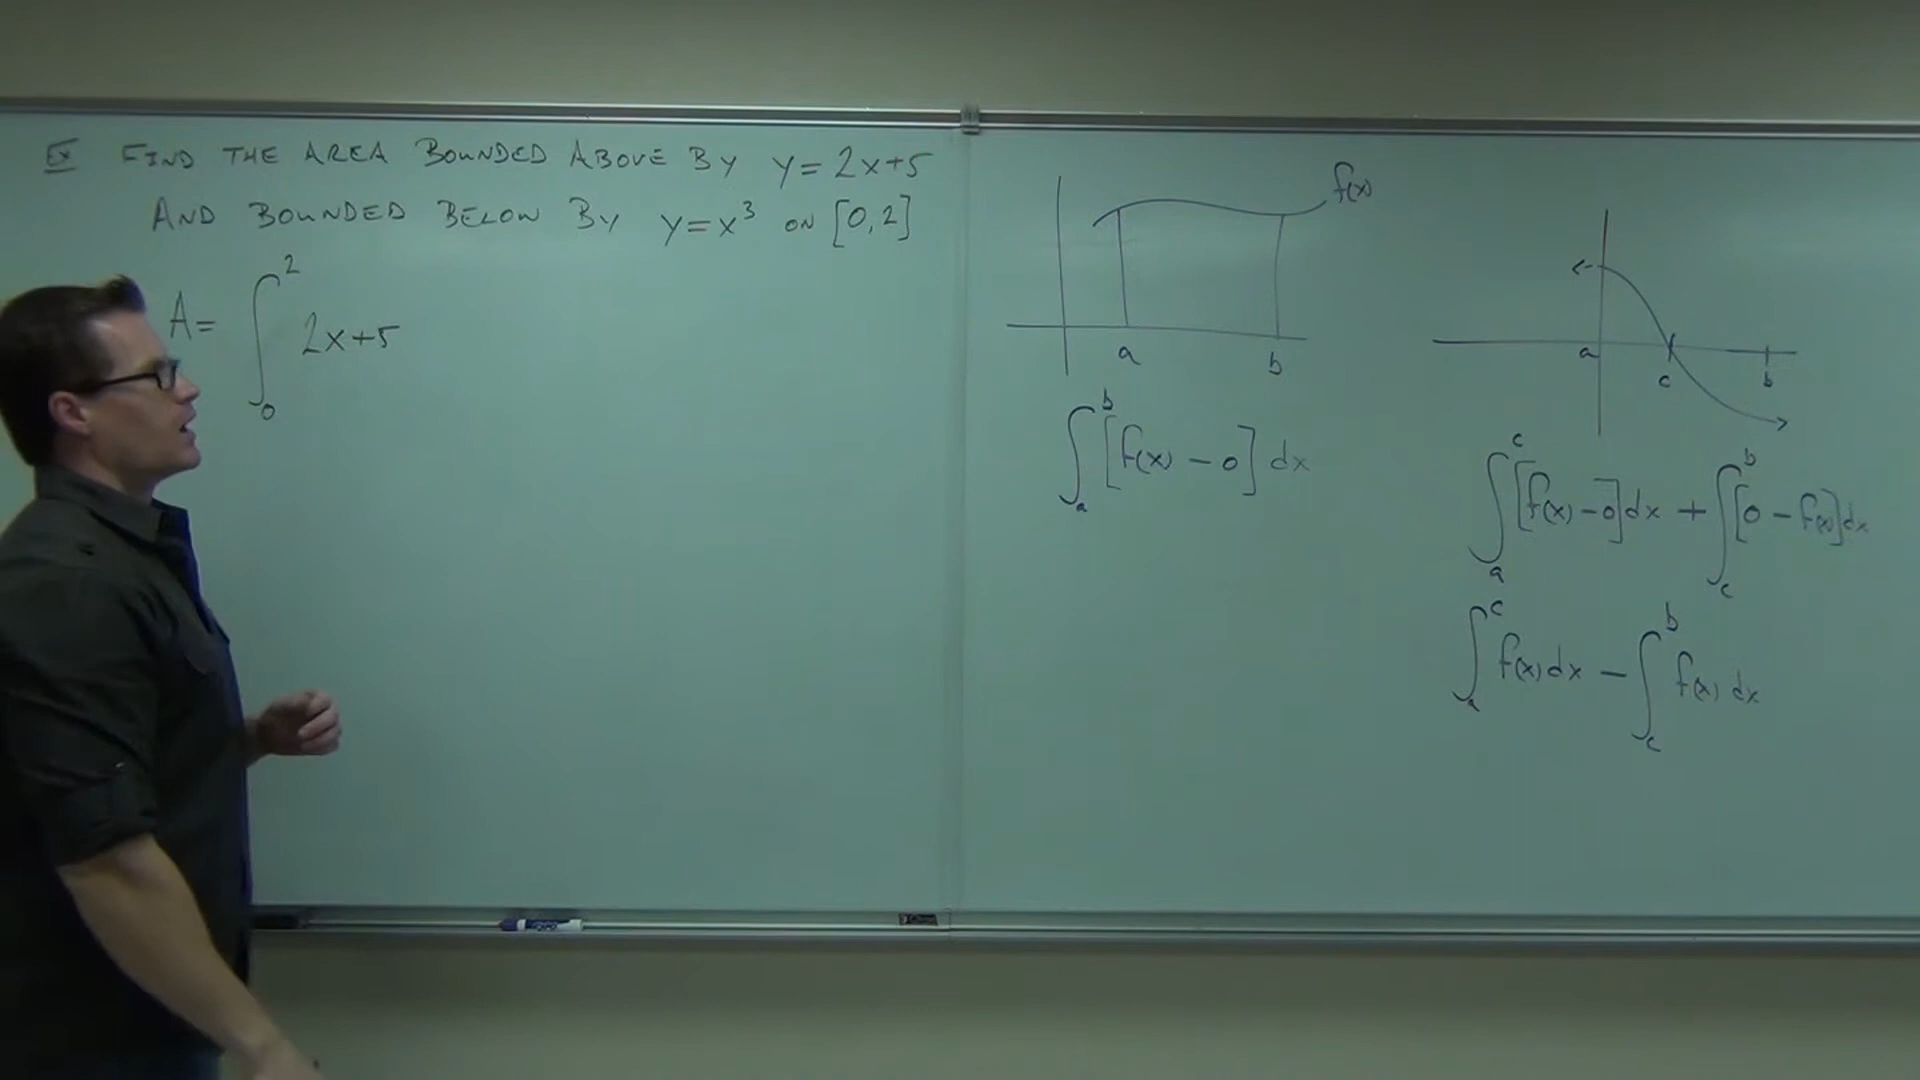 Ex FIND THE AREA BOUNDED ABOVE BY y=2x+5
AND BOUNDED BELOW BY y=x³ ON [0,2]
A= ∫₀² 2x+5
f(x)
a b
∫ₐᵇ [f(x) - 0] dx
a c b
∫ₐᶜ [f(x) - 0] dx + ∫꜀ᵇ [0 - f(x)] dx
∫ₐᶜ f(x) dx - ∫꜀ᵇ f(x) dx